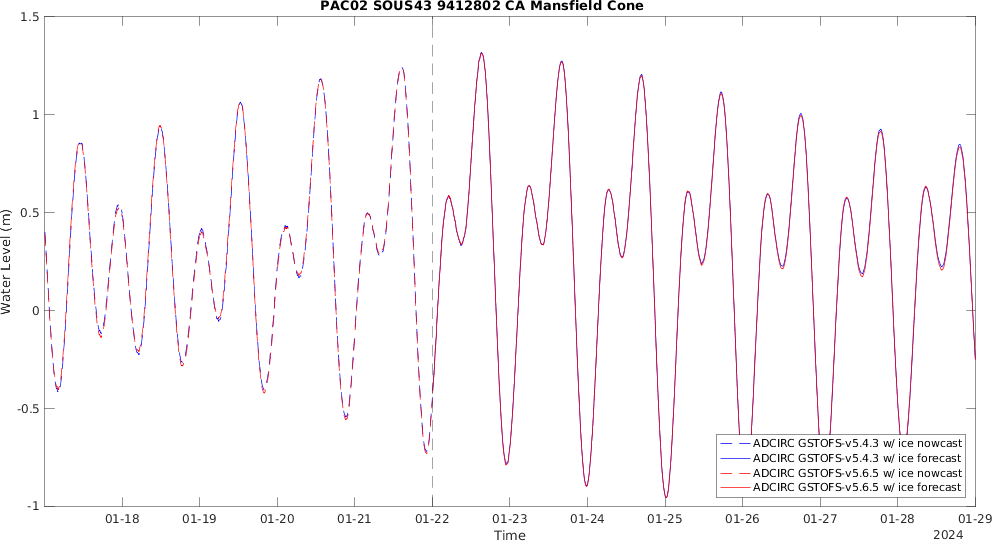 PAC02 SOUS43 9412802 CA Mansfield Cone
1.5
1
0.5
0
-0.5
-1
Water Level (m)
ADCIRC GSTOFS-v5.4.3 w/ ice nowcast
ADCIRC GSTOFS-v5.4.3 w/ ice forecast
ADCIRC GSTOFS-v5.6.5 w/ ice nowcast
ADCIRC GSTOFS-v5.6.5 w/ ice forecast
01-18 01-19 01-20 01-21 01-22 01-23 01-24 01-25 01-26 01-27 01-28 01-29
Time
2024